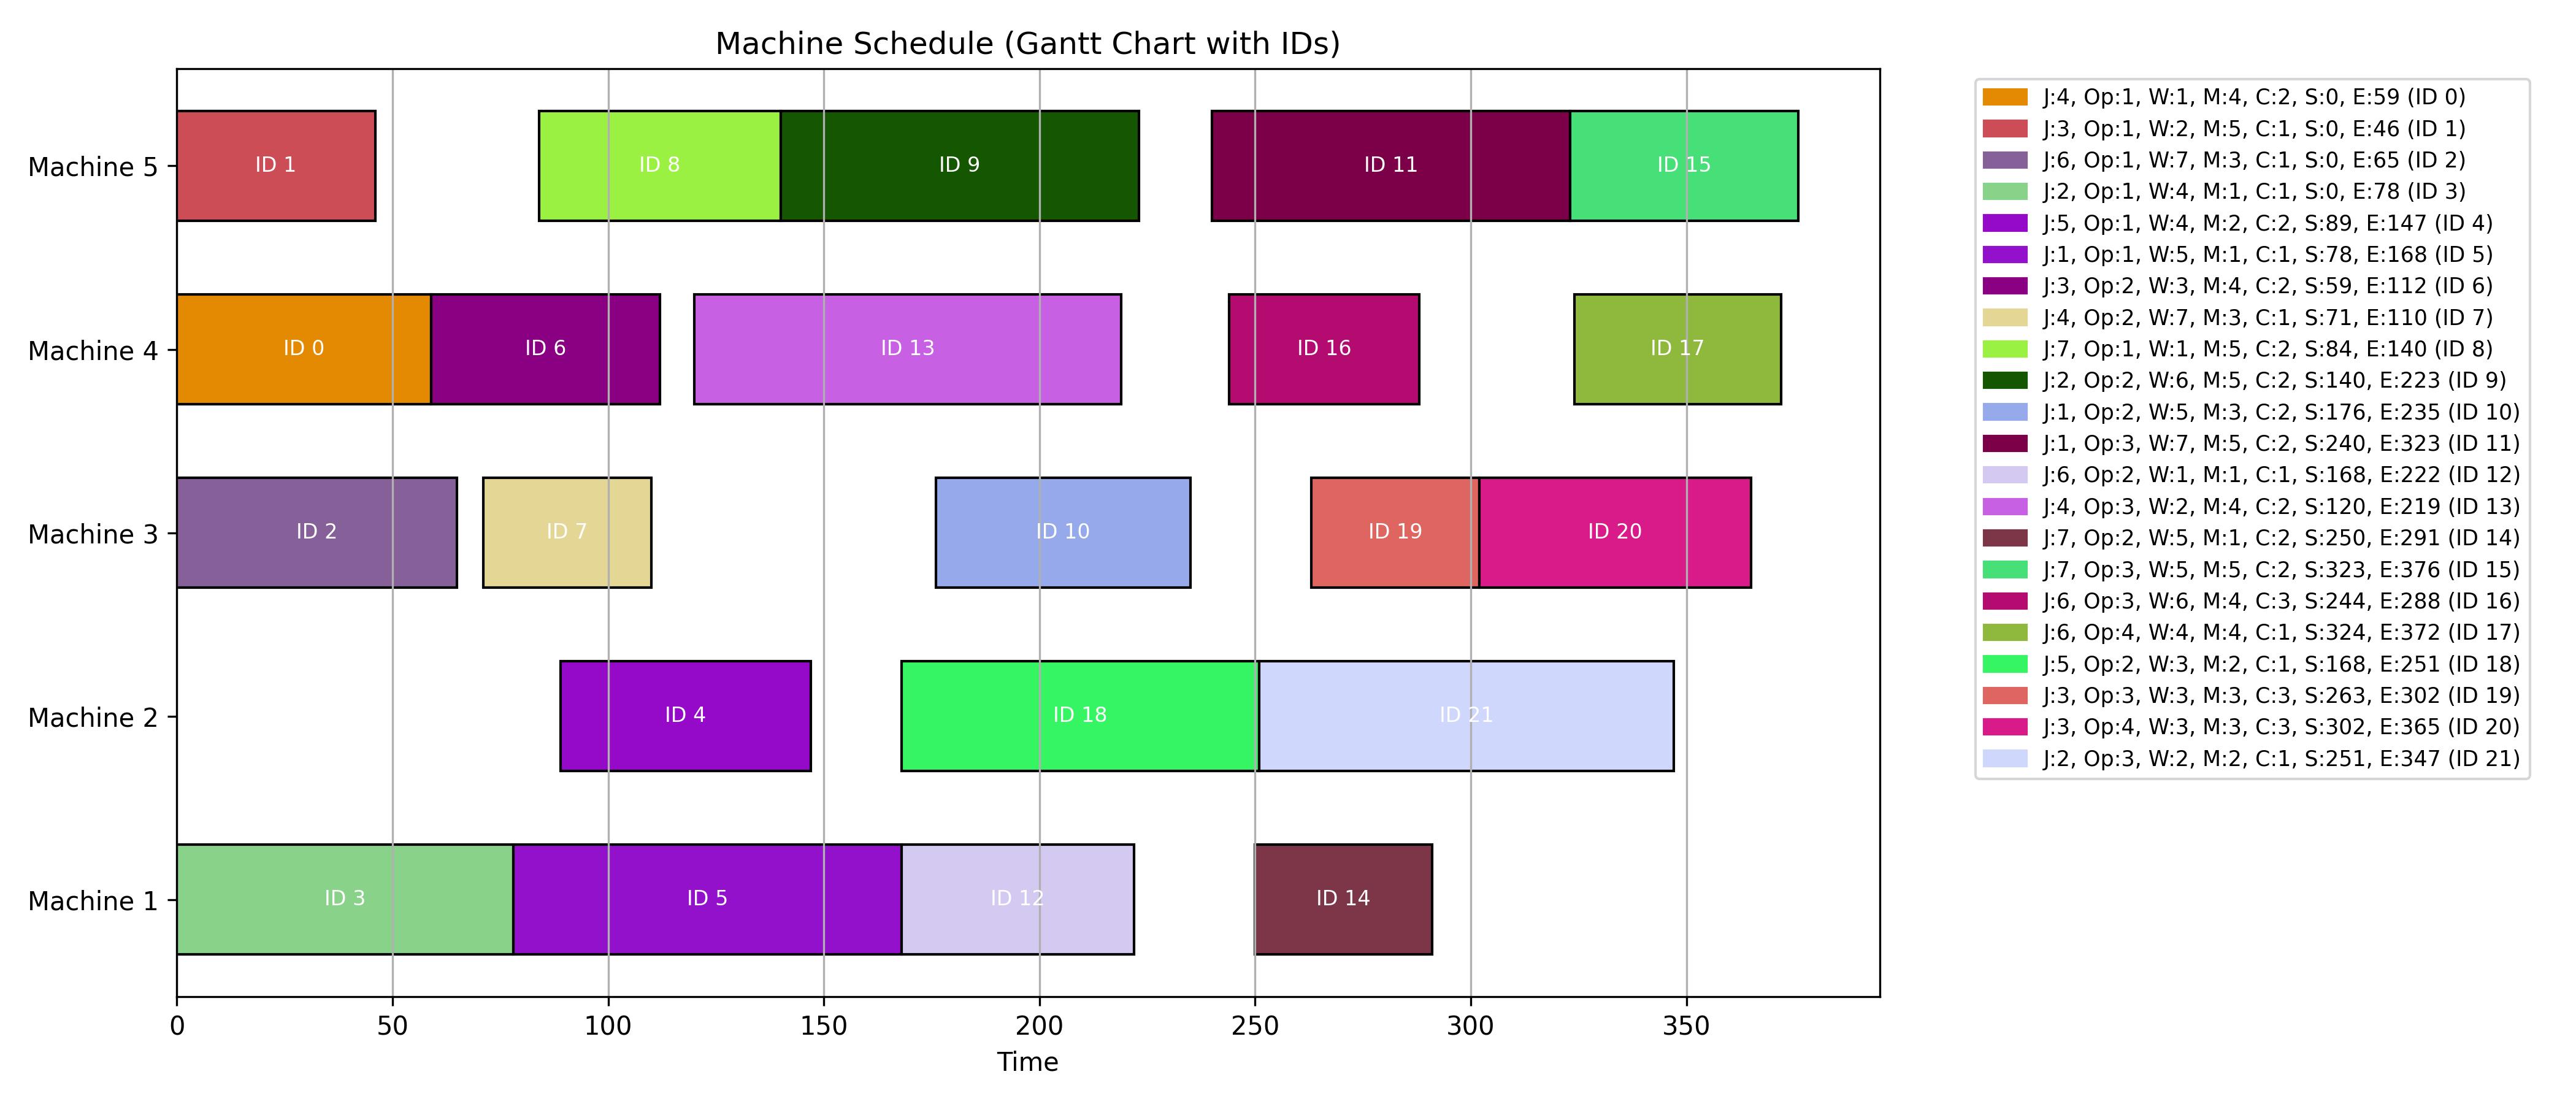 Machine Schedule (Gantt Chart with IDs)
Machine 5
ID 1
ID 8
ID 9
ID 11
ID 15
Machine 4
ID 0
ID 6
ID 13
ID 16
ID 17
Machine 3
ID 2
ID 7
ID 10
ID 19
ID 20
Machine 2
ID 4
ID 18
ID 21
Machine 1
ID 3
ID 5
ID 12
ID 14
0
50
100
150
200
250
300
350
Time
J:4, Op:1, W:1, M:4, C:2, S:0, E:59 (ID 0)
J:3, Op:1, W:2, M:5, C:1, S:0, E:46 (ID 1)
J:6, Op:1, W:7, M:3, C:1, S:0, E:65 (ID 2)
J:2, Op:1, W:4, M:1, C:1, S:0, E:78 (ID 3)
J:5, Op:1, W:4, M:2, C:2, S:89, E:147 (ID 4)
J:1, Op:1, W:5, M:1, C:1, S:78, E:168 (ID 5)
J:3, Op:2, W:3, M:4, C:2, S:59, E:112 (ID 6)
J:4, Op:2, W:7, M:3, C:1, S:71, E:110 (ID 7)
J:7, Op:1, W:1, M:5, C:2, S:84, E:140 (ID 8)
J:2, Op:2, W:6, M:5, C:2, S:140, E:223 (ID 9)
J:1, Op:2, W:5, M:3, C:2, S:176, E:235 (ID 10)
J:1, Op:3, W:7, M:5, C:2, S:240, E:323 (ID 11)
J:6, Op:2, W:1, M:1, C:1, S:168, E:222 (ID 12)
J:4, Op:3, W:2, M:4, C:2, S:120, E:219 (ID 13)
J:7, Op:2, W:5, M:1, C:2, S:250, E:291 (ID 14)
J:7, Op:3, W:5, M:5, C:2, S:323, E:376 (ID 15)
J:6, Op:3, W:6, M:4, C:3, S:244, E:288 (ID 16)
J:6, Op:4, W:4, M:4, C:1, S:324, E:372 (ID 17)
J:5, Op:2, W:3, M:2, C:1, S:168, E:251 (ID 18)
J:3, Op:3, W:3, M:3, C:3, S:263, E:302 (ID 19)
J:3, Op:4, W:3, M:3, C:3, S:302, E:365 (ID 20)
J:2, Op:3, W:2, M:2, C:1, S:251, E:347 (ID 21)